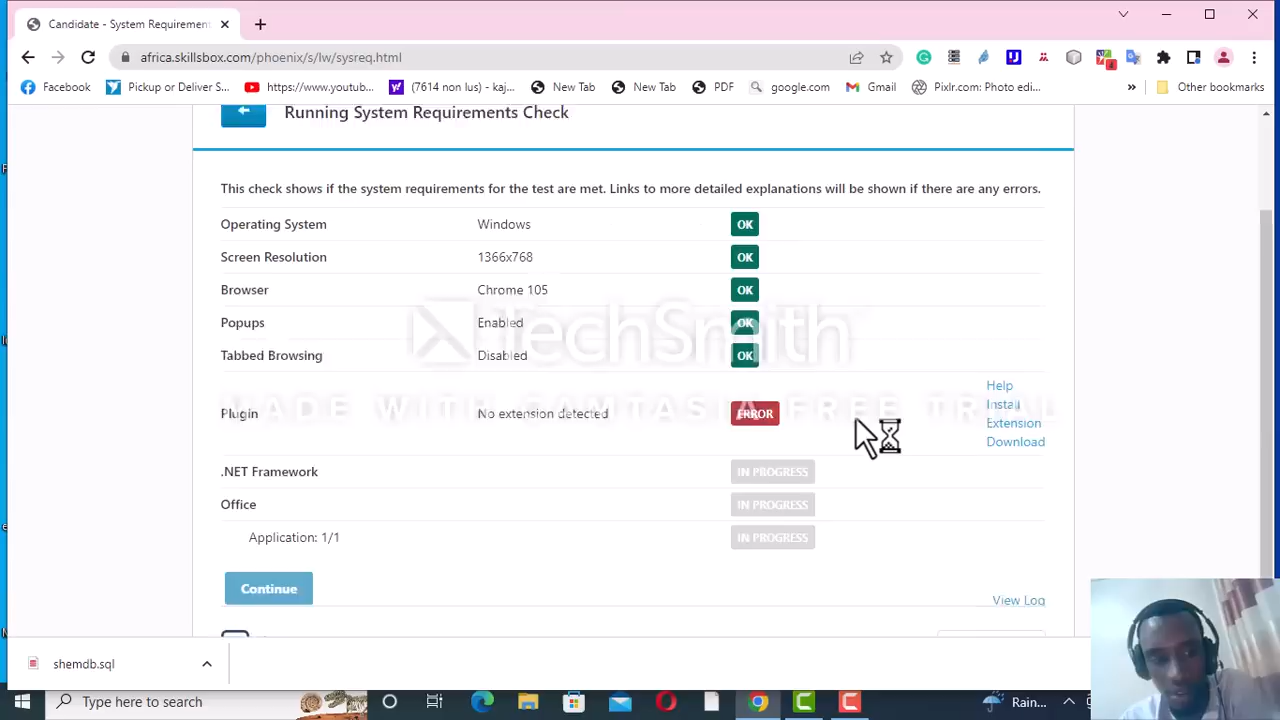 Candidate - System Requirement
africa.skillsbox.com/phoenix/s/lw/sysreq.html
4
Facebook
Pickup or Deliver S...
https://www.youtub...
(7614 non lus) - kaj...
New Tab
New Tab
PDF
google.com
Gmail
Pixlr.com: Photo edi...
»
Other bookmarks
Running System Requirements Check
This check shows if the system requirements for the test are met. Links to more detailed explanations will be shown if there are any errors.
Operating System Windows OK
Screen Resolution 1366x768 OK
Browser Chrome 105 OK
Popups Enabled OK
TechSmith
Tabbed Browsing Disabled OK
Help
MADE WITH CAMTASIA FREE TRIAL
Plugin No extension detected ERROR
Install
Extension
Download
.NET Framework IN PROGRESS
Office IN PROGRESS
Application: 1/1 IN PROGRESS
Continue
View Log
shemdb.sql
Type here to search
Rain...